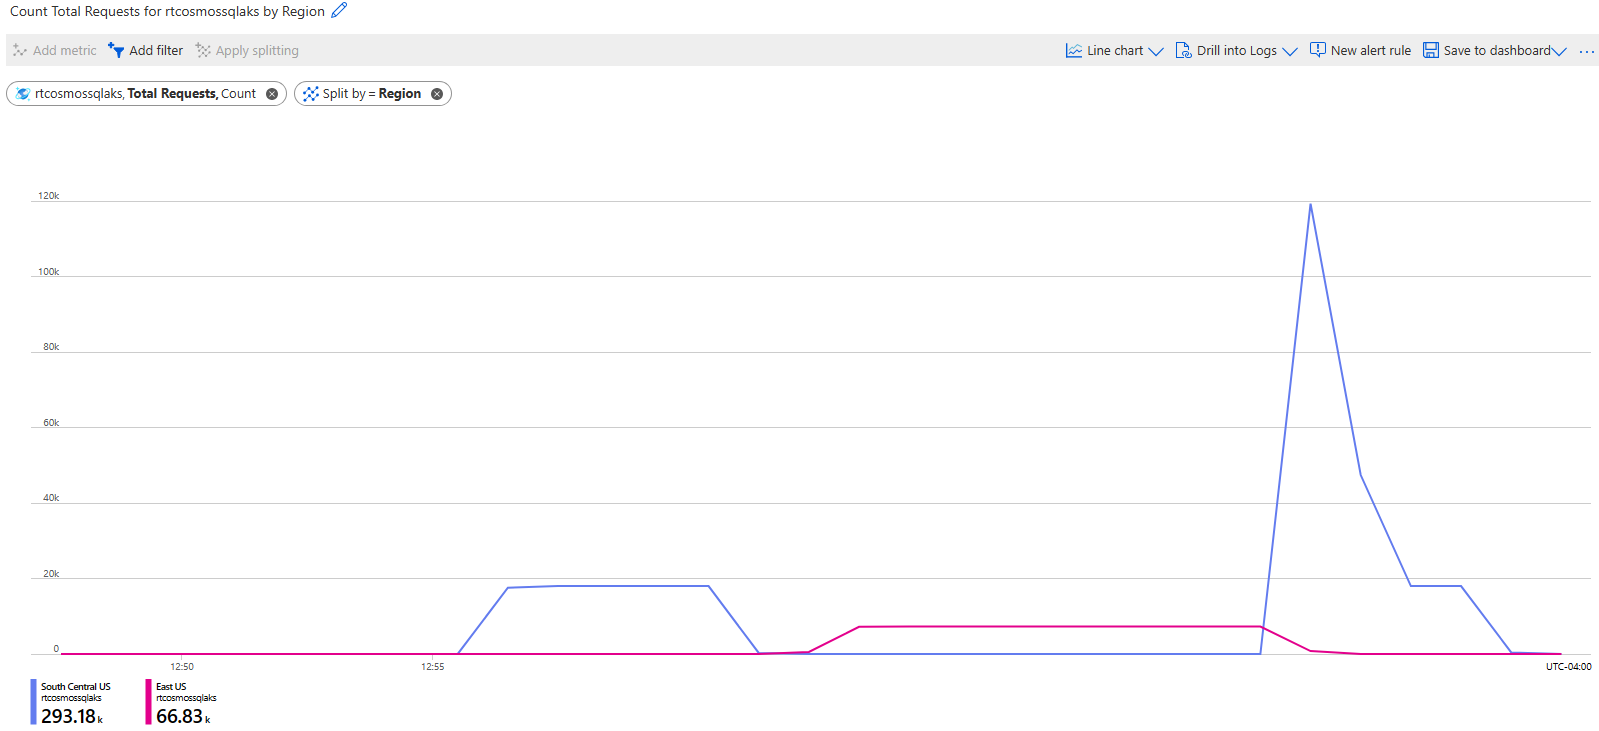 Count Total Requests for rtcosmossqlaks by Region
Add metric Add filter Apply splitting Line chart Drill into Logs New alert rule Save to dashboard ...
rtcosmossqlaks, Total Requests, Count Split by = Region
120k
100k
80k
60k
40k
20k
0
12:50 12:55 UTC-04:00
South Central US East US
rtcosmossqlaks rtcosmossqlaks
293.18 k 66.83 k